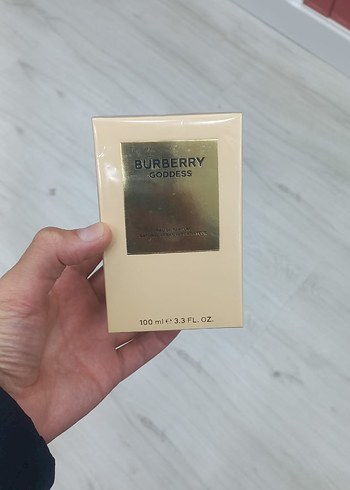 BURBERRY
GODDESS
100 ml ℮ 3.3 FL. OZ.